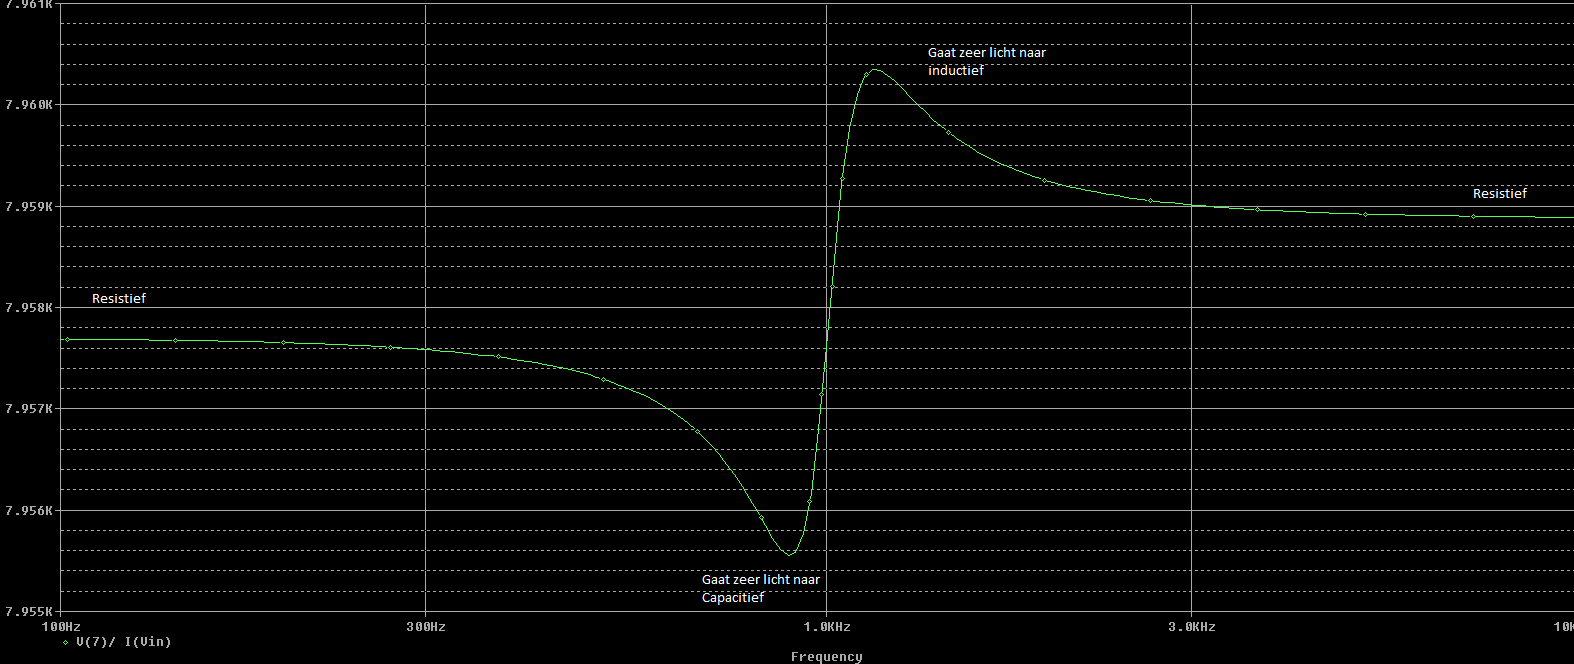 7.961K
Gaat zeer licht naar
inductief
7.960K
Resistief
7.959K
Resistief
7.958K
7.957K
7.956K
Gaat zeer licht naar
Capacitief
7.955K
100Hz 300Hz 1.0KHz 3.0KHz
V(7)/ I(Vin)
Frequency